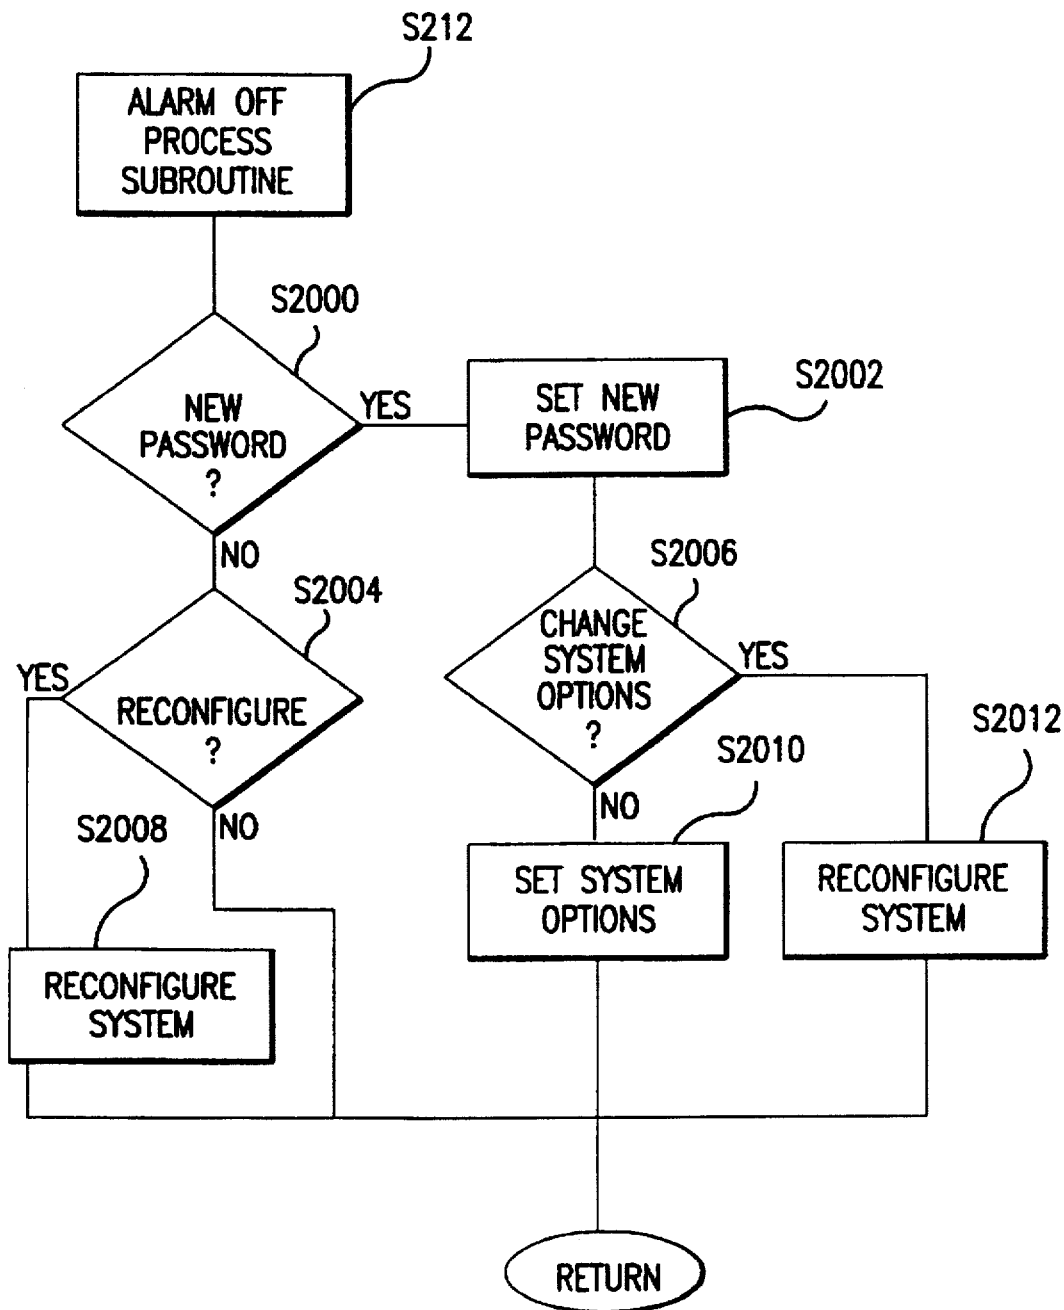 S212
ALARM OFF
PROCESS
SUBROUTINE
S2000
NEW
PASSWORD
?
YES
NO
SET NEW
PASSWORD
S2002
S2004
YES
RECONFIGURE
?
NO
S2006
CHANGE
SYSTEM
OPTIONS
?
YES
NO
S2008
RECONFIGURE
SYSTEM
S2010
SET SYSTEM
OPTIONS
S2012
RECONFIGURE
SYSTEM
RETURN